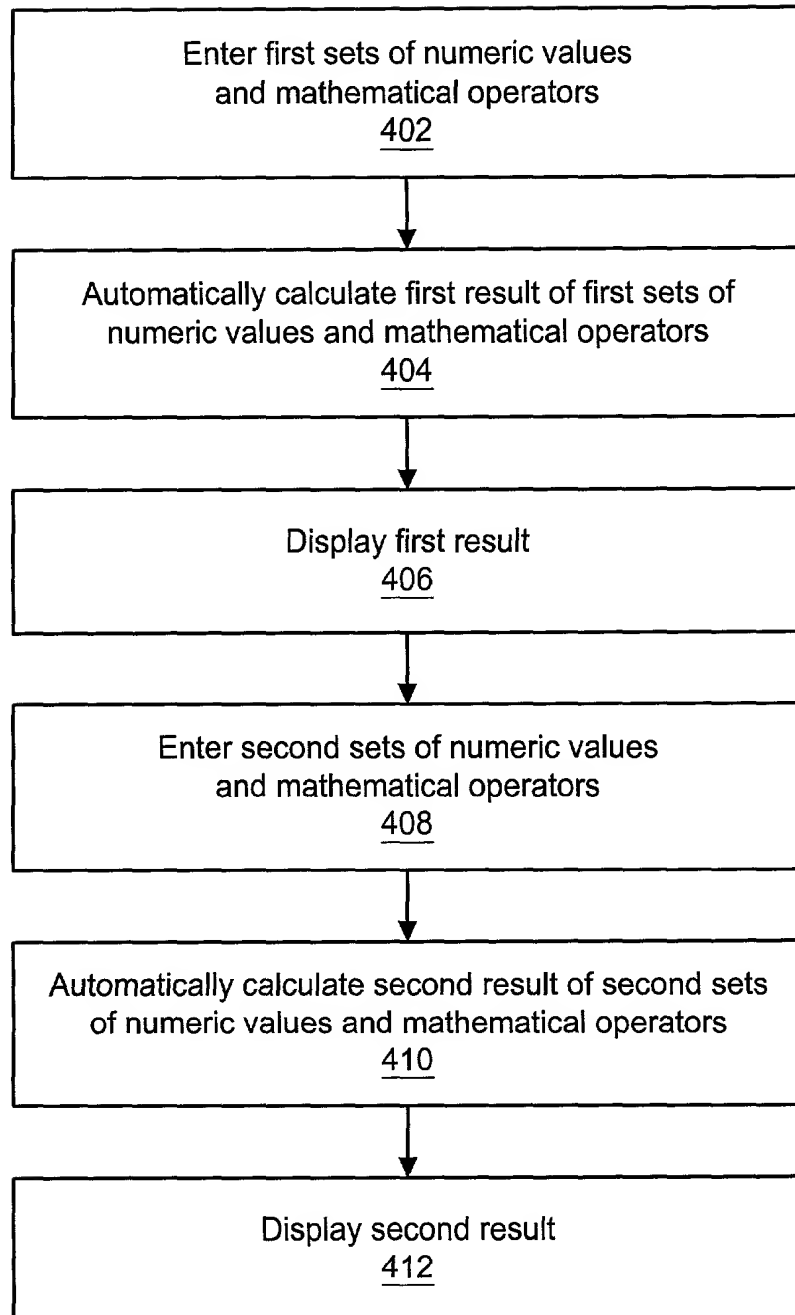 Enter first sets of numeric values
and mathematical operators
402
Automatically calculate first result of first sets of
numeric values and mathematical operators
404
Display first result
406
Enter second sets of numeric values
and mathematical operators
408
Automatically calculate second result of second sets
of numeric values and mathematical operators
410
Display second result
412